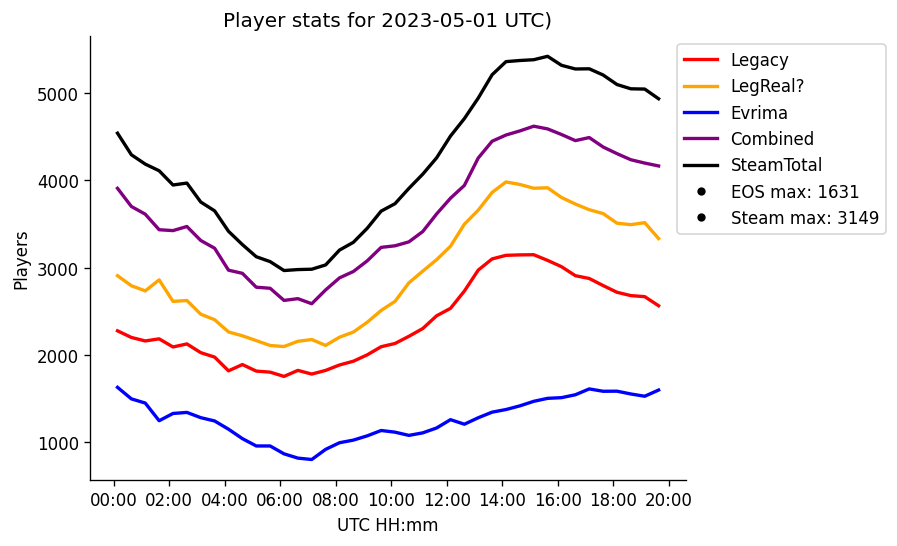 Player stats for 2023-05-01 UTC)
Legacy
LegReal?
Evrima
Combined
SteamTotal
EOS max: 1631
Steam max: 3149
Players
5000
4000
3000
2000
1000
00:00 02:00 04:00 06:00 08:00 10:00 12:00 14:00 16:00 18:00 20:00
UTC HH:mm